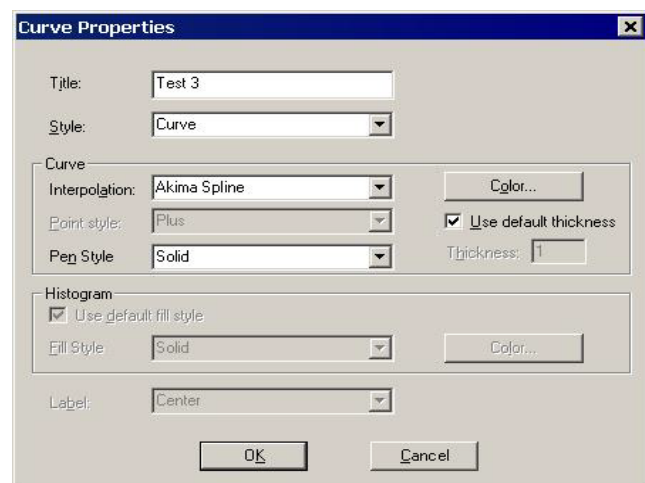 Curve Properties
Title: Test 3
Style: Curve
Curve
Interpolation: Akima Spline Color...
Point style: Plus Use default thickness
Pen Style Solid Thickness: 1
Histogram
Use default fill style
Fill Style Solid Color...
Label: Center
OK Cancel